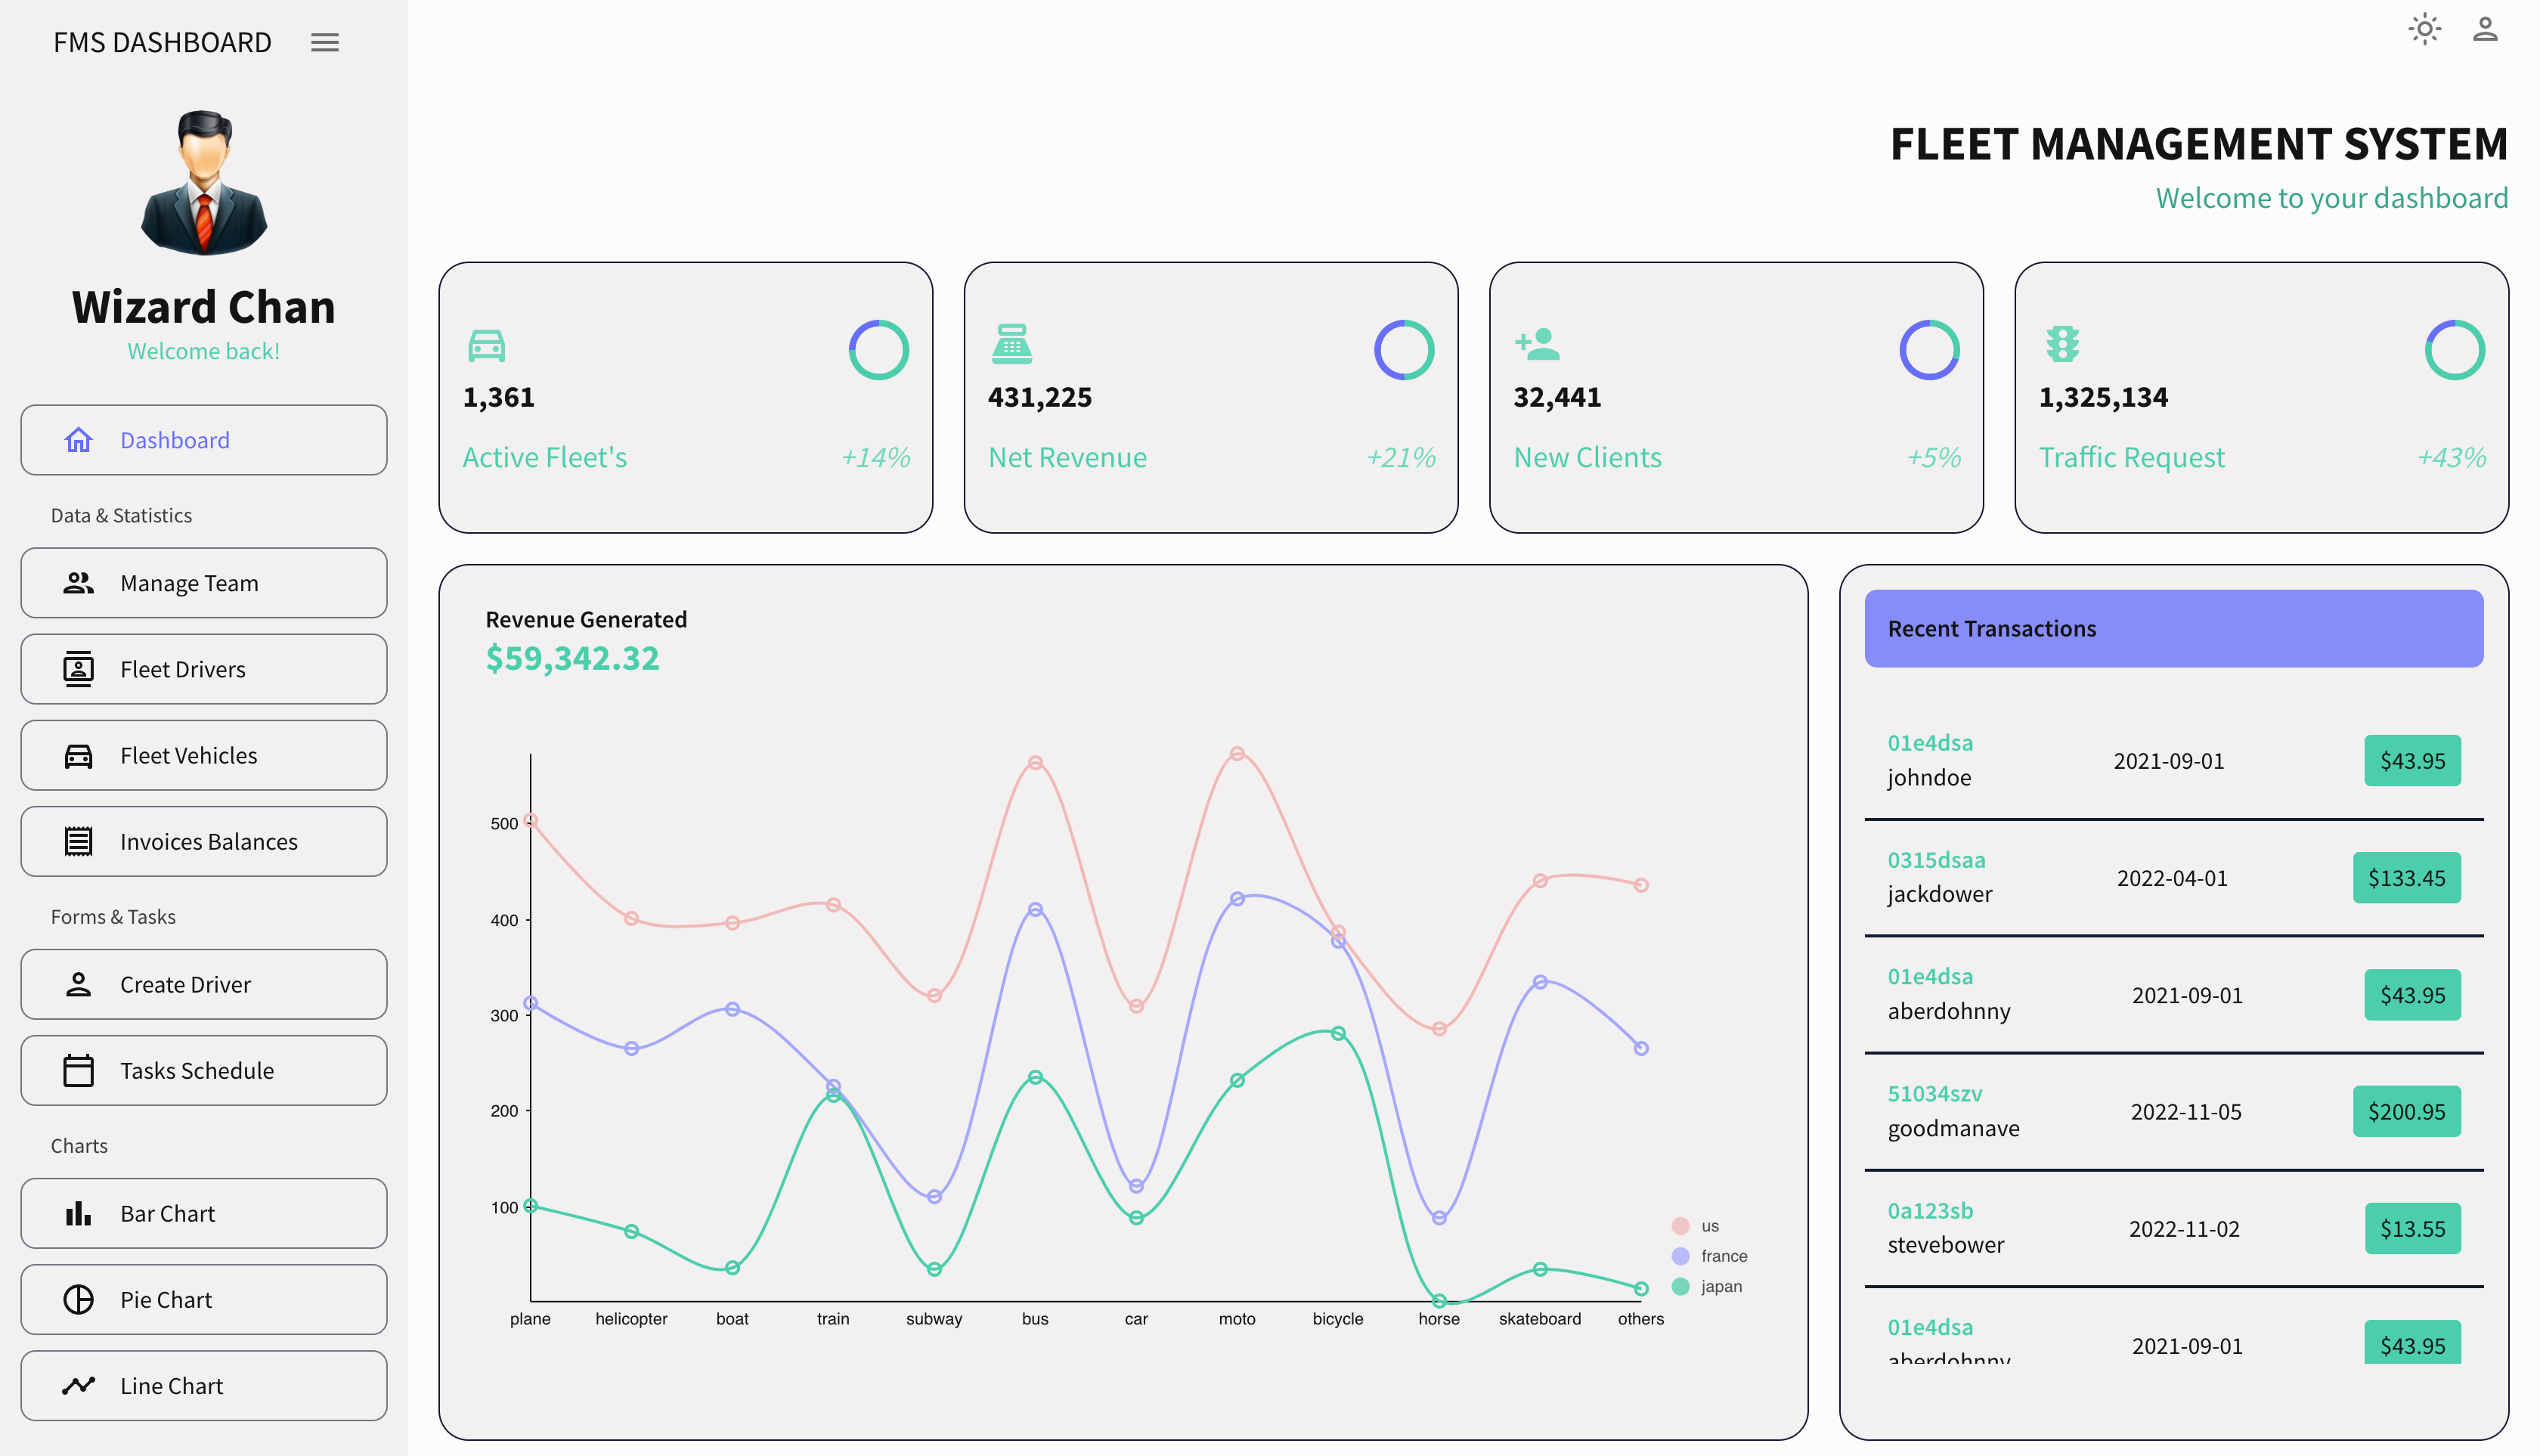 FMS DASHBOARD
Wizard Chan
Welcome back!
Dashboard
Data & Statistics
Manage Team
Fleet Drivers
Fleet Vehicles
Invoices Balances
Forms & Tasks
Create Driver
Tasks Schedule
Charts
Bar Chart
Pie Chart
Line Chart
FLEET MANAGEMENT SYSTEM
Welcome to your dashboard
1,361
Active Fleet's +14%
431,225
Net Revenue +21%
32,441
New Clients +5%
1,325,134
Traffic Request +43%
Revenue Generated
$59,342.32
500
400
300
200
100
plane helicopter boat train subway bus car moto bicycle horse skateboard others
us
france
japan
Recent Transactions
01e4dsa
johndoe
2021-09-01
$43.95
0315dsaa
jackdower
2022-04-01
$133.45
01e4dsa
aberdohnny
2021-09-01
$43.95
51034szv
goodmanave
2022-11-05
$200.95
0a123sb
stevebower
2022-11-02
$13.55
01e4dsa
aberdohnny
2021-09-01
$43.95